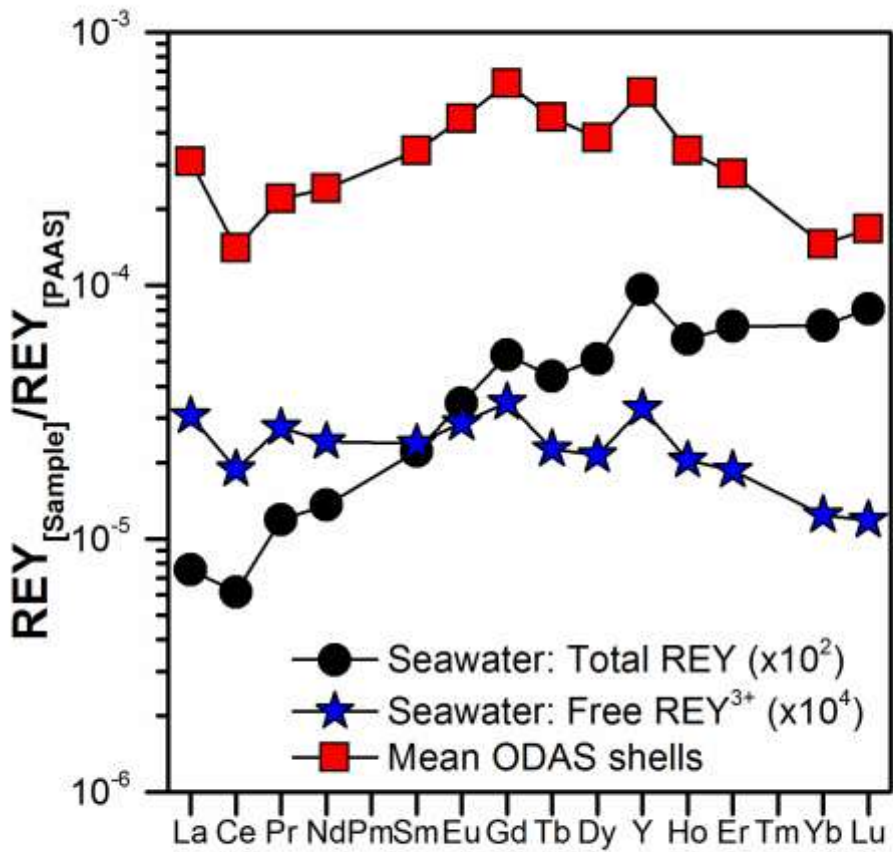 10⁻³
10⁻⁴
10⁻⁵
10⁻⁶
REY[Sample]/REY[PAAS]
Seawater: Total REY (x10²)
Seawater: Free REY³⁺ (x10⁴)
Mean ODAS shells
La Ce Pr Nd Pm Sm Eu Gd Tb Dy Y Ho Er Tm Yb Lu